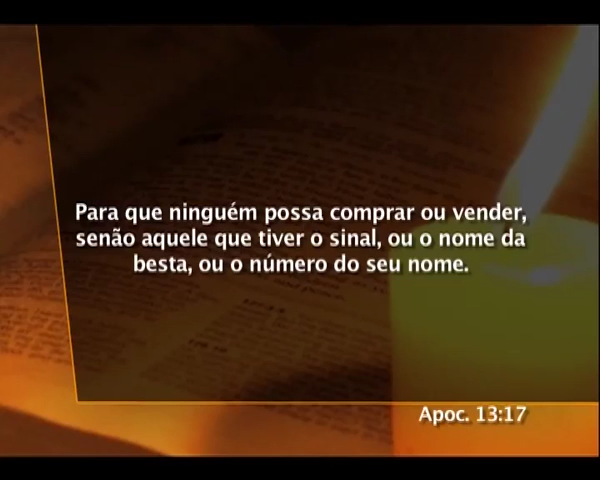 Para que ninguém possa comprar ou vender,
senão aquele que tiver o sinal, ou o nome da
besta, ou o número do seu nome.
Apoc. 13:17